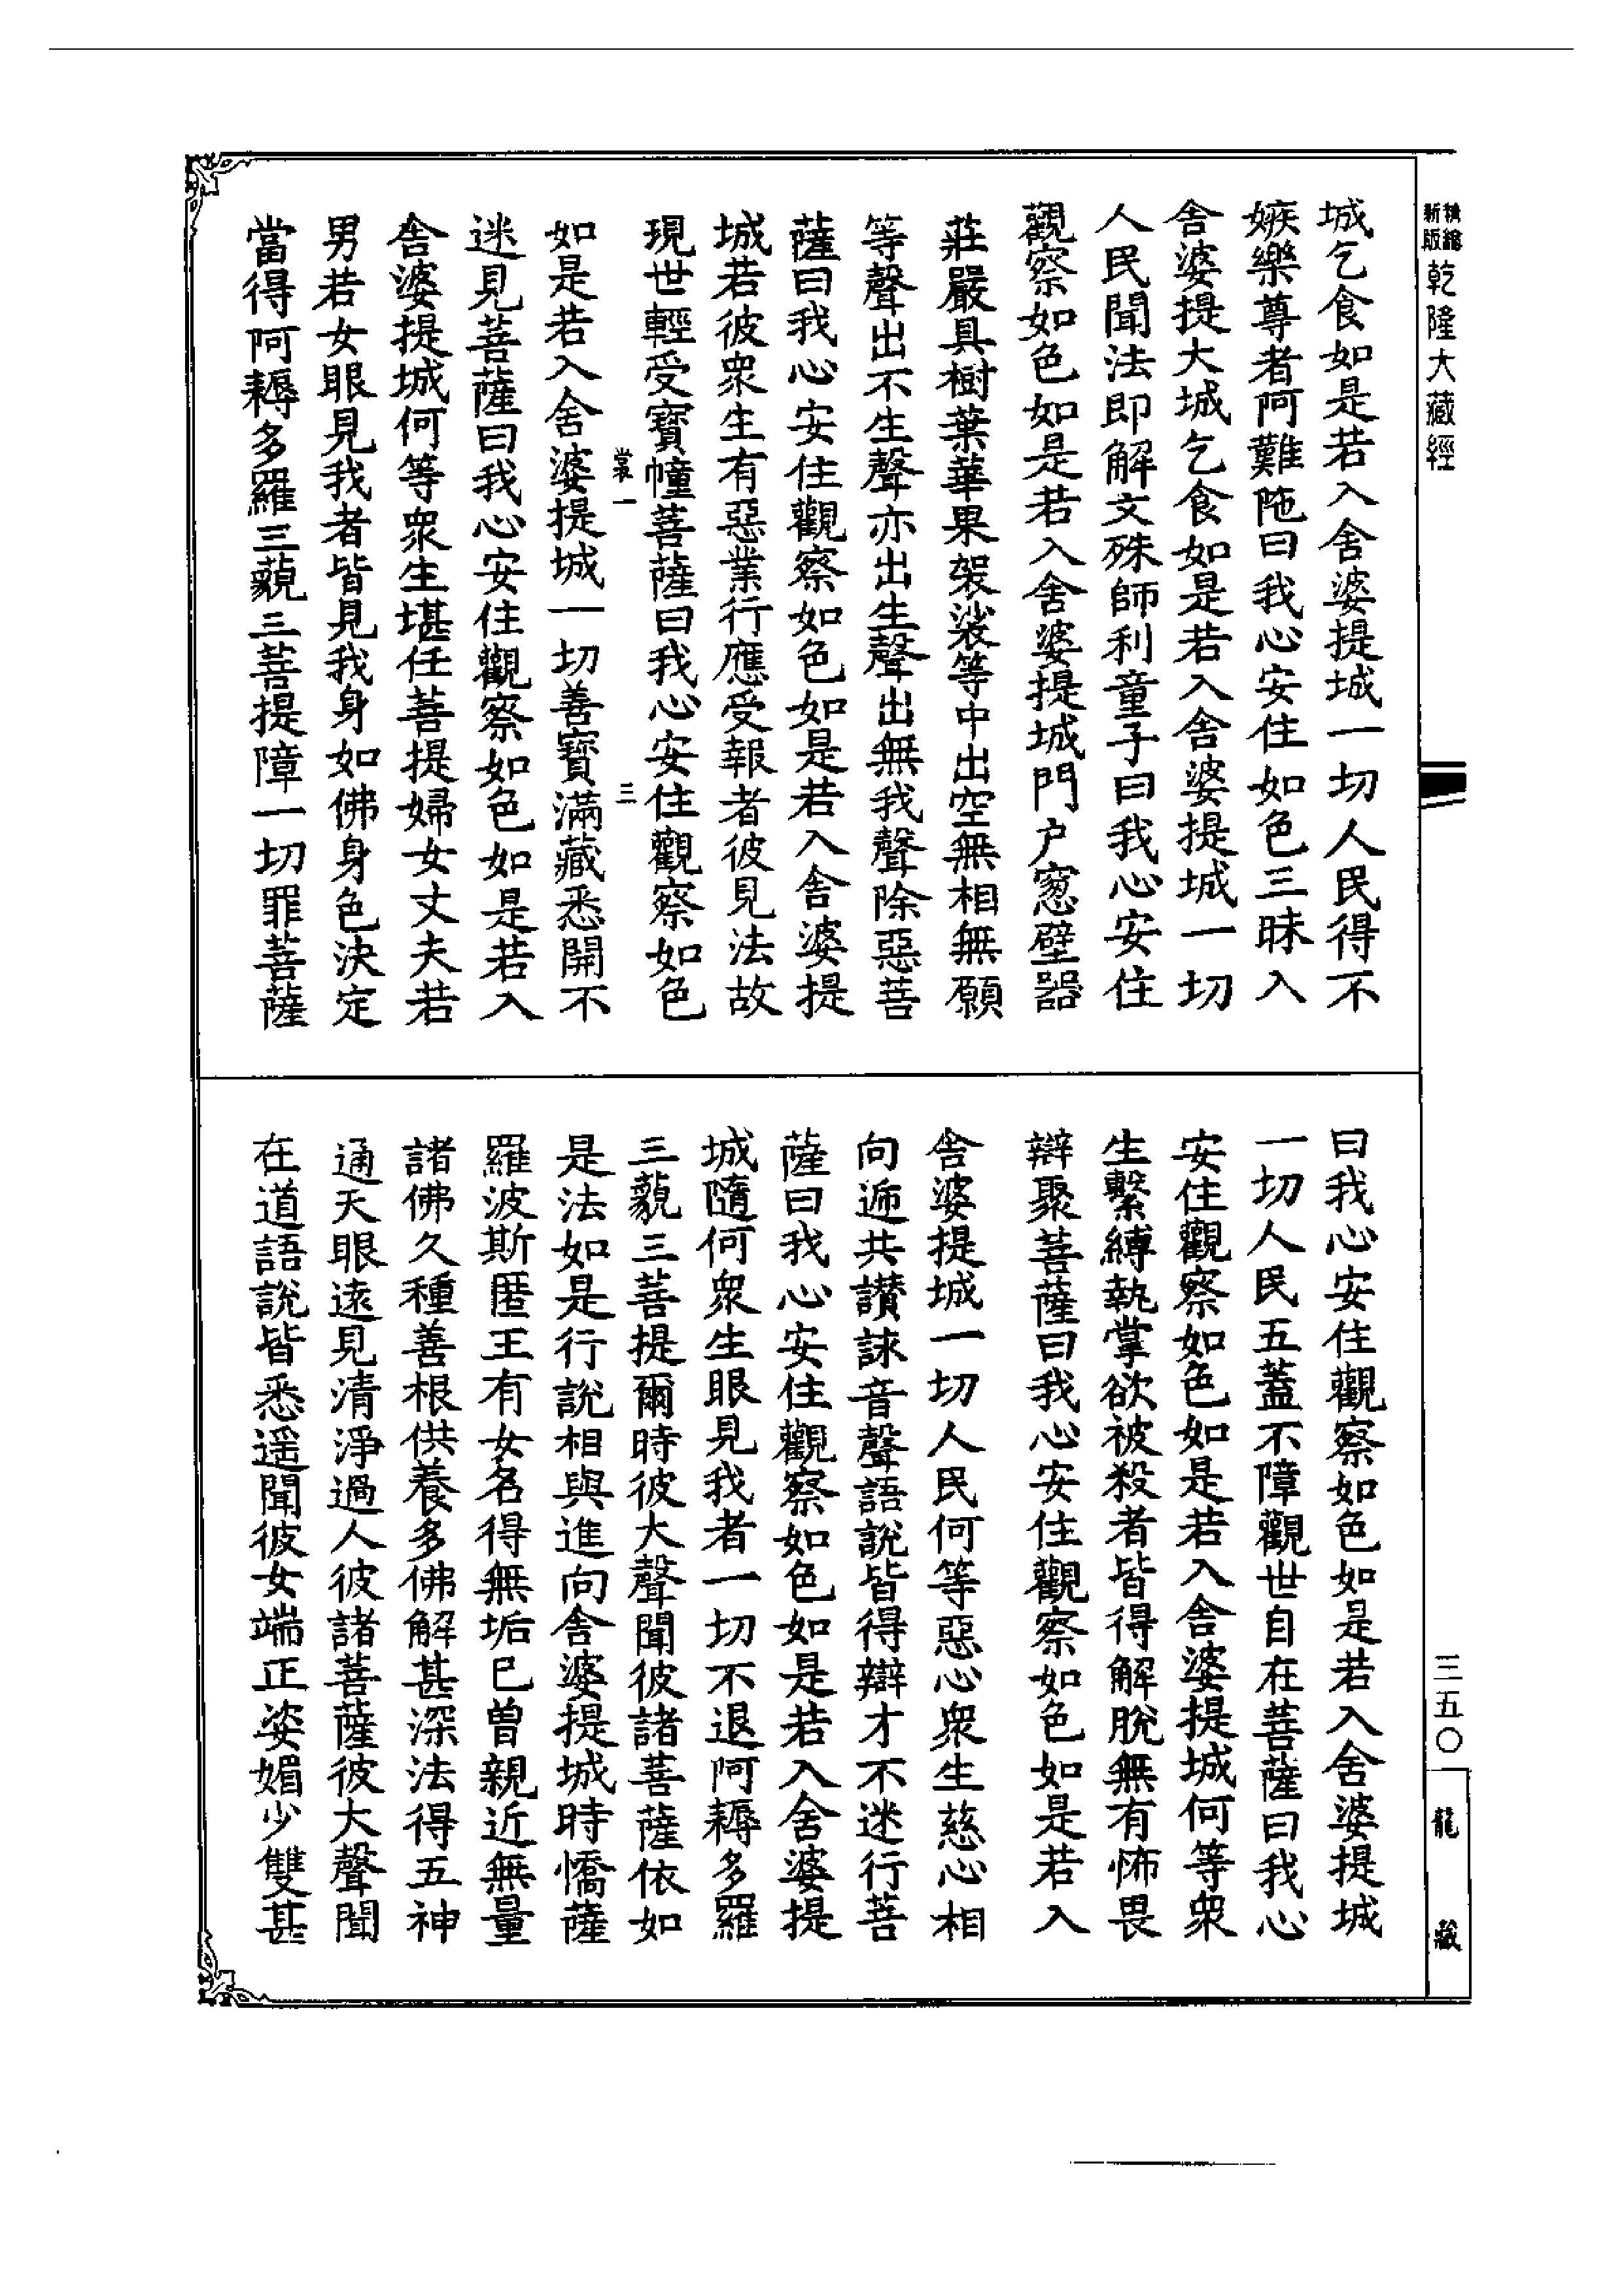 精縮新版乾隆大藏經
城乞食如是若入舍婆提城一切人民得不
嫉樂尊者阿難陁曰我心安住如色三昧入
舍婆提大城乞食如是若入舍婆提城一切
人民聞法即解文殊師利童子曰我心安住
觀察如色如是若入舍婆提城門户窓壁器
莊嚴具樹葉華果袈裟等中出空無相無願
等聲出不生聲亦出生聲出無我聲除惡菩
薩曰我心安住觀察如色如是若入舍婆提
城若彼衆生有惡業行應受報者彼見法故
現世輕受寶幢菩薩曰我心安住觀察如色
三
如是若入舍婆提城一切善寶滿藏悉開不
迷見菩薩曰我心安住觀察如色如是若入
舍婆提城何等衆生堪任菩提婦女丈夫若
男若女眼見我者皆見我身如佛身色決定
當得阿耨多羅三藐三菩提障一切罪菩薩
曰我心安住觀察如色如是若入舍婆提城
一切人民五蓋不障觀世自在菩薩曰我心
安住觀察如色如是若入舍婆提城何等衆
生繫縛執掌欲被殺者皆得解脫無有怖畏
辯聚菩薩曰我心安住觀察如色如是若入
舍婆提城一切人民何等惡心衆生慈心相
向遞共讃誺音聲語說皆得辯才不迷行菩
薩曰我心安住觀察如色如是若入舍婆提
城隨何衆生眼見我者一切不退阿耨多羅
三藐三菩提爾時彼大聲聞彼諸菩薩依如
是法如是行說相與進向舍婆提城時憍薩
羅波斯匿王有女名得無垢已曾親近無量
諸佛久種善根供養多佛解甚深法得五神
通天眼遠見清淨過人彼諸菩薩彼大聲聞
在道語說皆悉遥聞彼女端正姿媚少雙甚
三五〇
龍藏